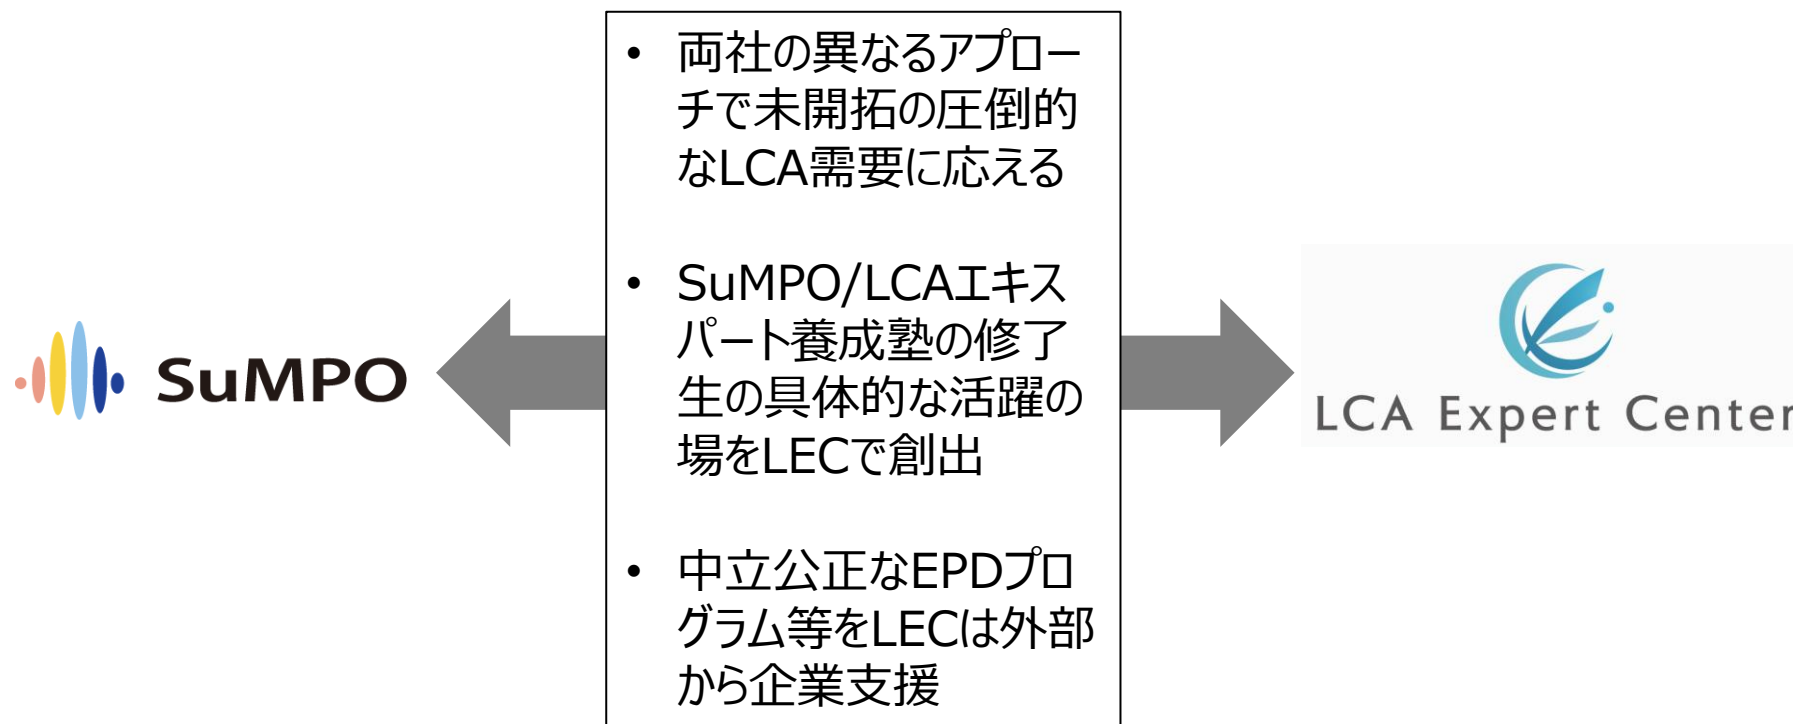 SuMPO
• 両社の異なるアプロー
チで未開拓の圧倒的
なLCA需要に応える
• SuMPO/LCAエキス
パート養成塾の修了
生の具体的な活躍の
場をLECで創出
• 中立公正なEPDプロ
グラム等をLECは外部
から企業支援
LCA Expert Center